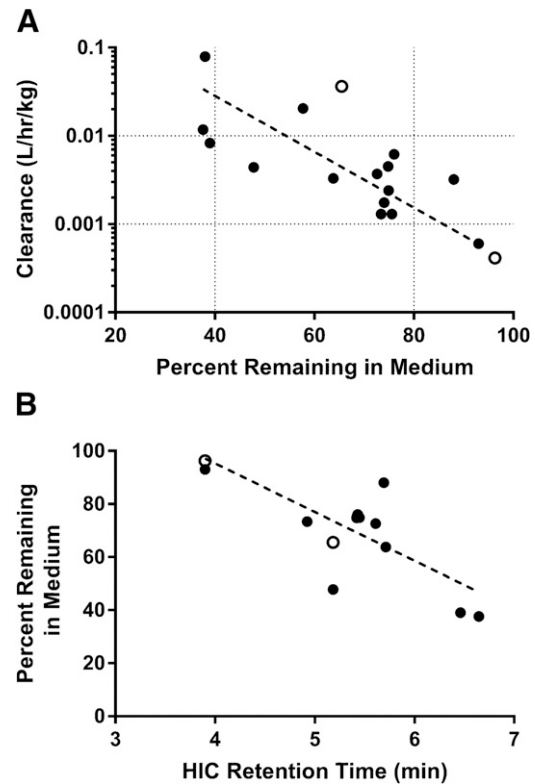 A
Clearance (L/hr/kg)
0.1
0.01
0.001
0.0001
20 40 60 80 100
Percent Remaining in Medium
B
Percent Remaining
in Medium
100
80
60
40
20
0
3 4 5 6 7
HIC Retention Time (min)